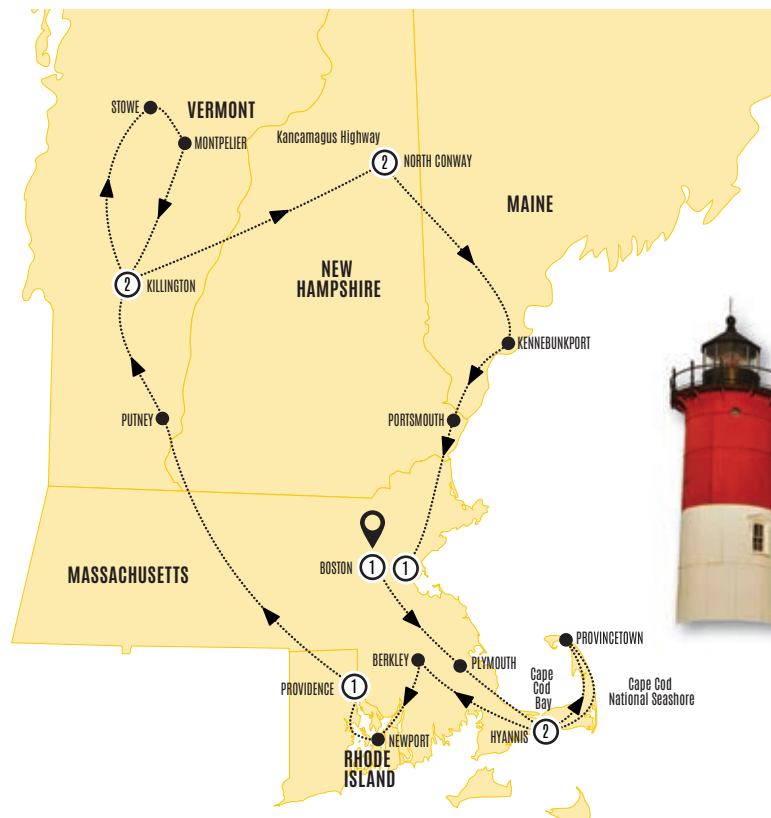 STOWE
VERMONT
MONTPELIER
Kancamagus Highway
2
NORTH CONWAY
MAINE
NEW
HAMPSHIRE
2
KILLINGTON
KENNEBUNKPORT
PUTNEY
PORTSMOUTH
MASSACHUSETTS
BOSTON
1
1
PROVINCETOWN
BERKLEY
PLYMOUTH
Cape
Cod
Bay
Cape Cod
National Seashore
PROVIDENCE
1
HYANNIS
2
NEWPORT
RHODE
ISLAND